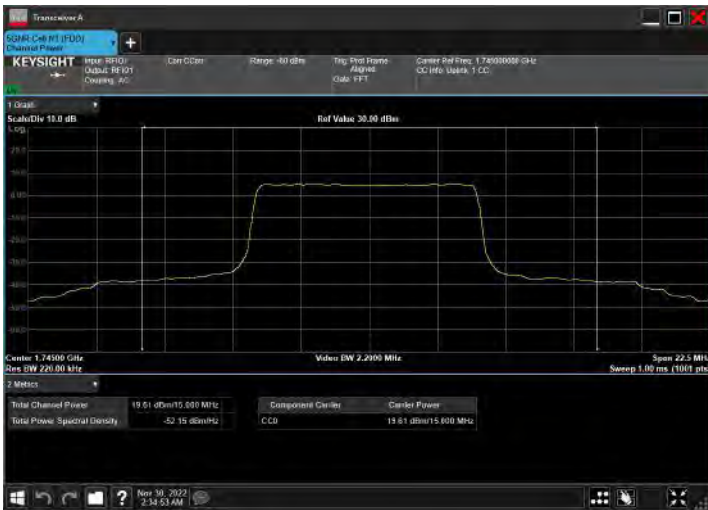 Transceiver A
5GNR Cell N1 (FDD)
Channel Power
KEYSIGHT
Input: RFIO1
Output: RFIO1
Coupling: AC
Corr CCorr
Range: -60 dBm
Trig: Prot Frame
Aligned
Gate: FFT
Carrier Ref Freq: 1.745000000 GHz
CC Info: Uplink, 1 CC
1 Graph
Scale/Div 10.0 dB
Ref Value 30.00 dBm
Log
Center 1.74500 GHz
Video BW 2.2000 MHz
Span 22.5 MHz
Res BW 220.00 kHz
Sweep 1.00 ms (1001 pts
2 Metrics
Total Channel Power
19.61 dBm/15.000 MHz
Total Power Spectral Density
-52.15 dBm/Hz
Component Carrier
Carrier Power
CC0
19.61 dBm/15.000 MHz
?
Nov 30, 2022
2:34:53 AM